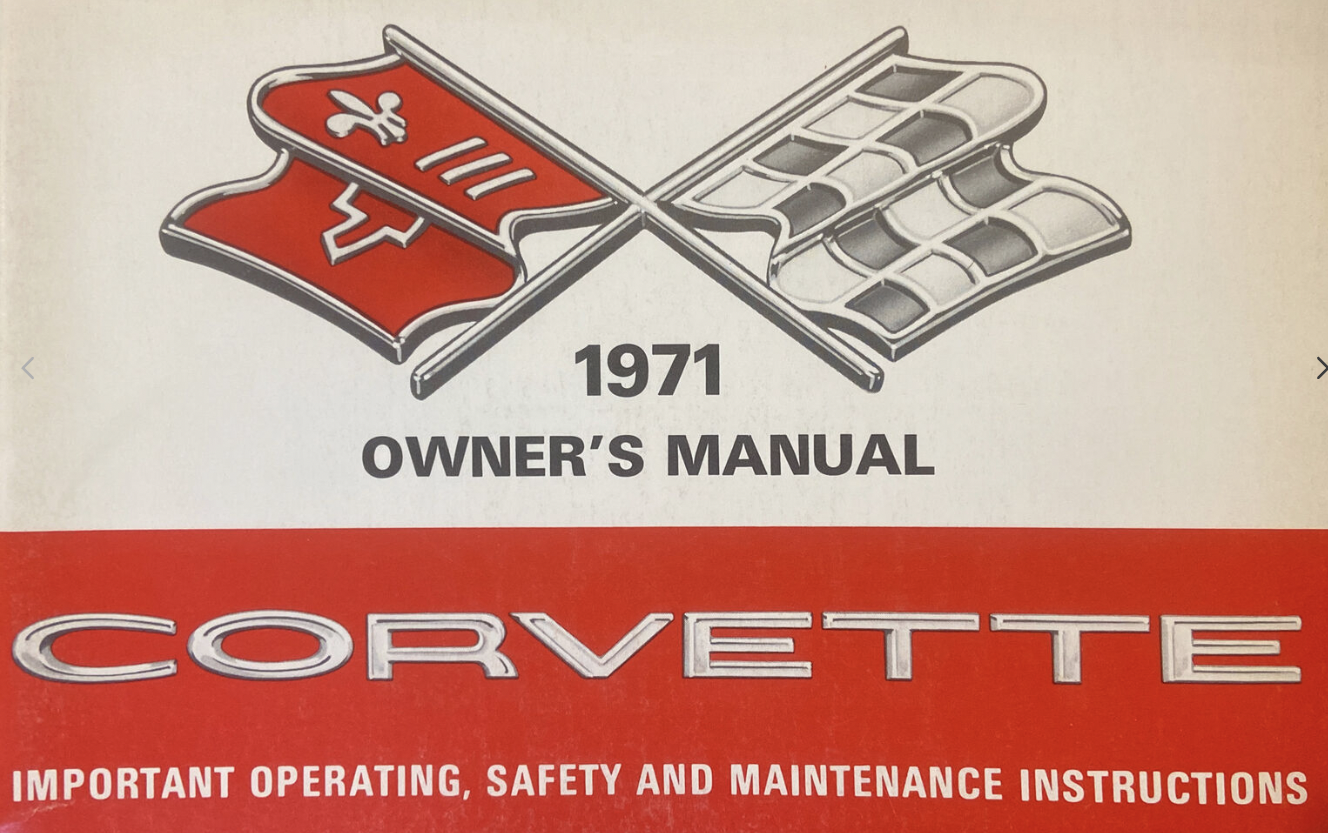 1971
OWNER'S MANUAL
CORVETTE
IMPORTANT OPERATING, SAFETY AND MAINTENANCE INSTRUCTIONS